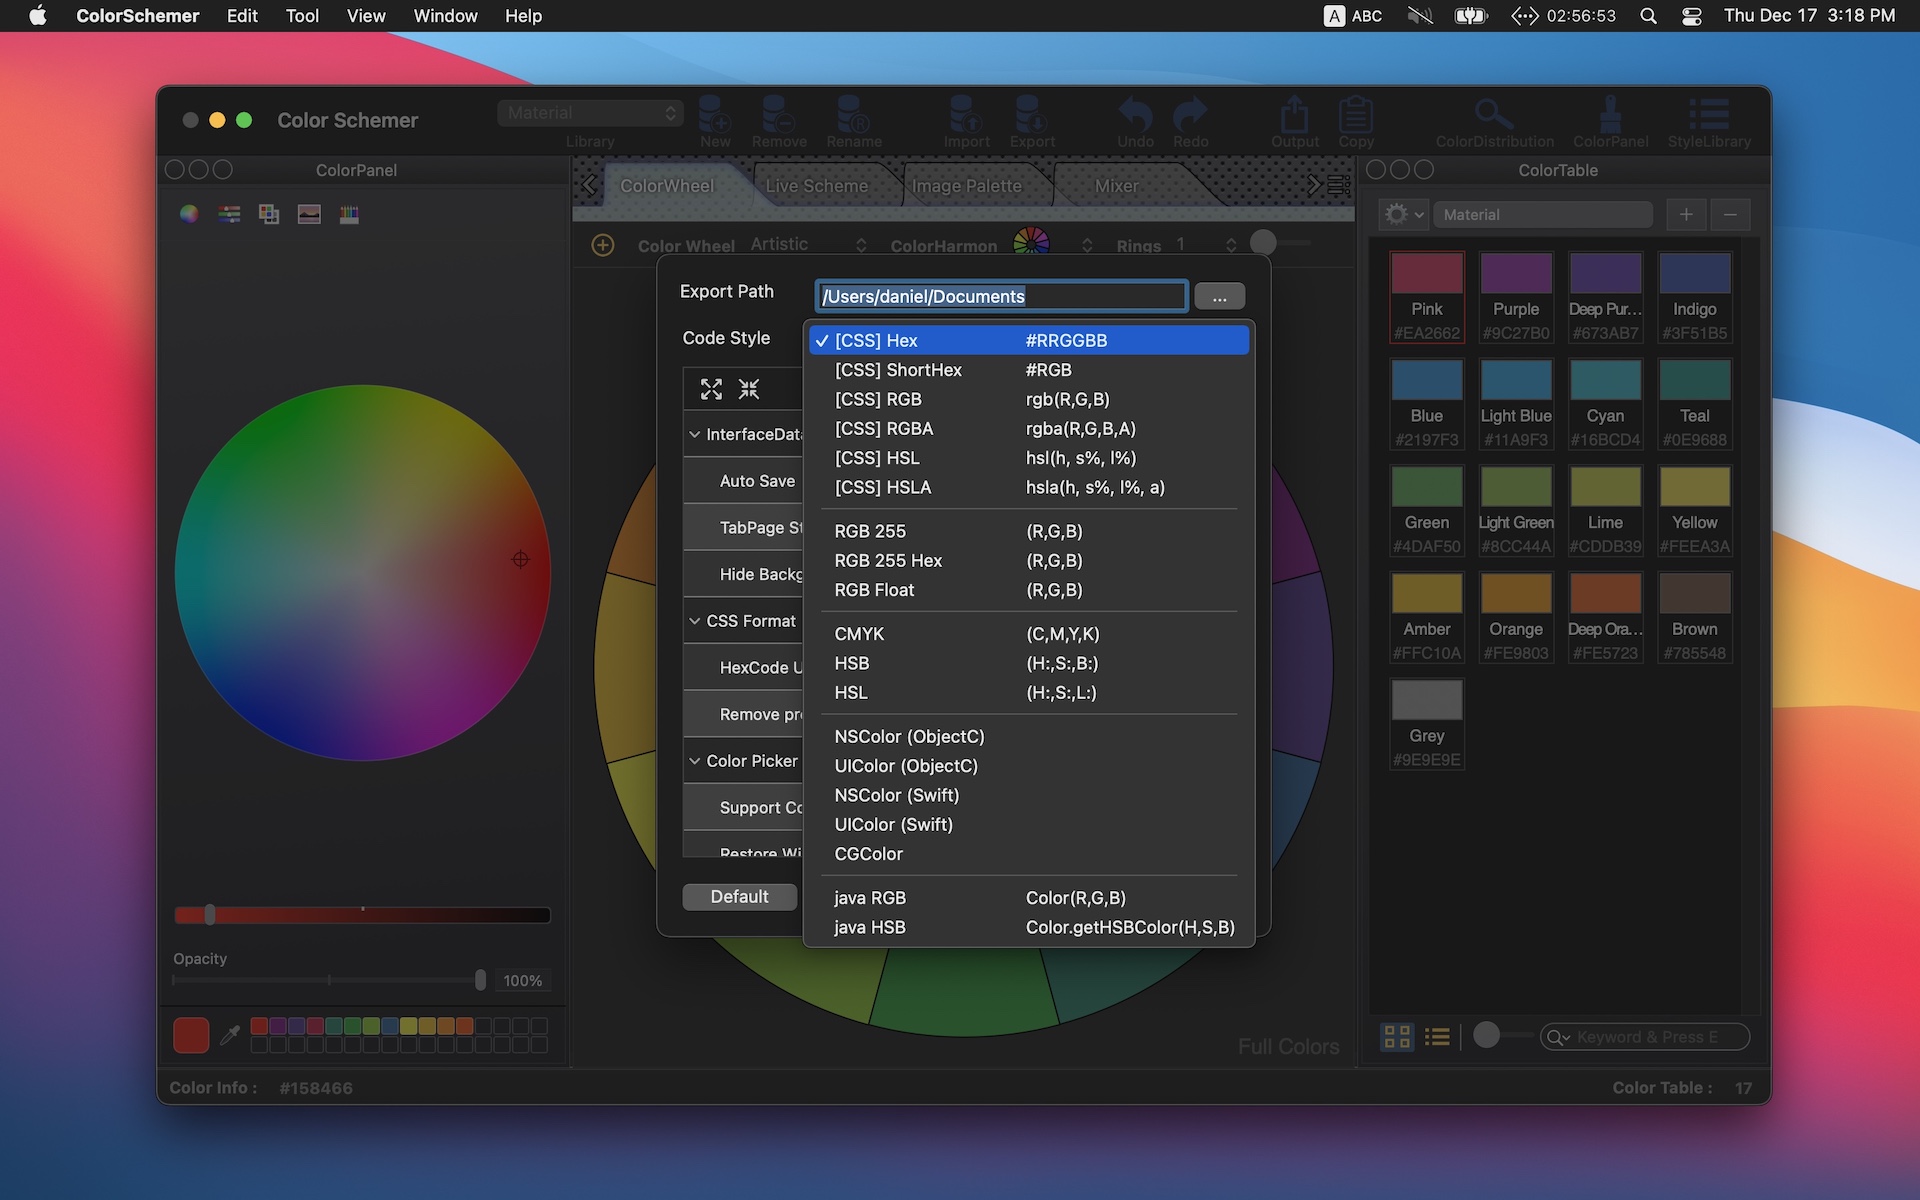 ColorSchemer Edit Tool View Window Help
A ABC 02:56:53 Thu Dec 17 3:18 PM
Color Schemer
Material
Library New Remove Rename Import Export Undo Redo Output Copy ColorDistribution ColorPanel StyleLibrary
ColorPanel
ColorWheel Live Scheme Image Palette Mixer
Color Wheel Artistic ColorHarmon Rings 1
Export Path /Users/daniel/Documents ...
Code Style
✓ [CSS] Hex #RRGGBB
[CSS] ShortHex #RGB
[CSS] RGB rgb(R,G,B)
[CSS] RGBA rgba(R,G,B,A)
[CSS] HSL hsl(h, s%, l%)
[CSS] HSLA hsla(h, s%, l%, a)
RGB 255 (R,G,B)
RGB 255 Hex (R,G,B)
RGB Float (R,G,B)
CMYK (C,M,Y,K)
HSB (H:,S:,B:)
HSL (H:,S:,L:)
NSColor (ObjectC)
UIColor (ObjectC)
NSColor (Swift)
UIColor (Swift)
CGColor
java RGB Color(R,G,B)
java HSB Color.getHSBColor(H,S,B)
InterfaceData
Auto Save
TabPage St
Hide Backg
CSS Format
HexCode U
Remove pre
Color Picker
Support Co
Restore Wi
Default
Full Colors
ColorTable
Material + −
Pink Purple Deep Pur... Indigo
#EA2662 #9C27B0 #673AB7 #3F51B5
Blue Light Blue Cyan Teal
#2197F3 #11A9F3 #16BCD4 #0E9688
Green Light Green Lime Yellow
#4DAF50 #8CC44A #CDDB39 #FEEA3A
Amber Orange Deep Ora... Brown
#FFC10A #FE9803 #FE5723 #785548
Grey
#9E9E9E
Keyword & Press E
Opacity
100%
Color Info : #158466
Color Table : 17